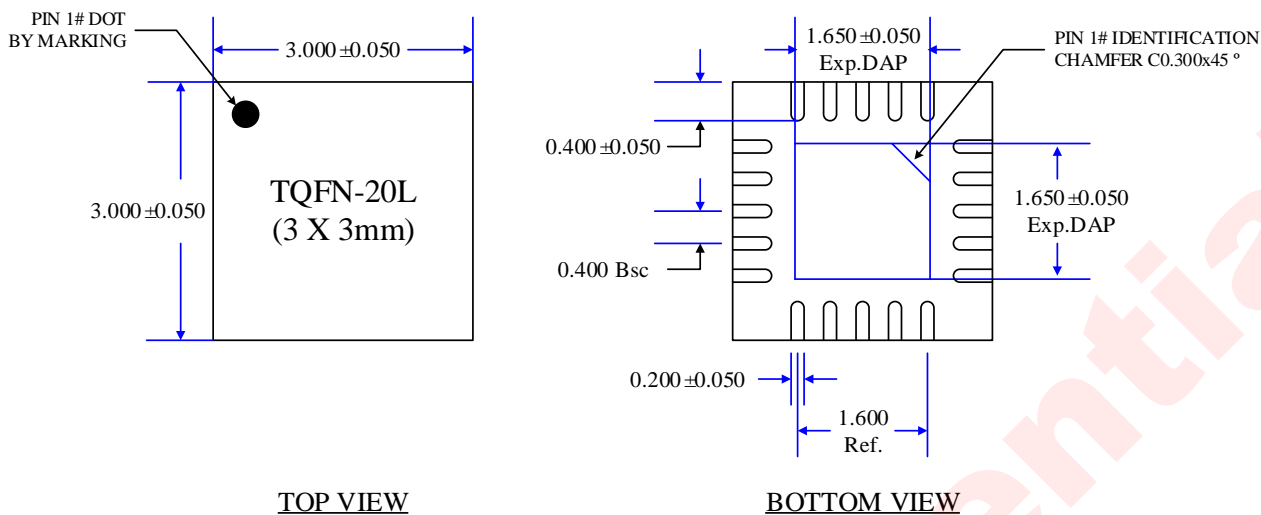 PIN 1# DOT
BY MARKING
3.000±0.050
3.000±0.050
TQFN-20L
(3 X 3mm)
TOP VIEW
1.650±0.050
Exp.DAP
PIN 1# IDENTIFICATION
CHAMFER C0.300x45 º
0.400±0.050
1.650±0.050
Exp.DAP
0.400 Bsc
0.200±0.050
1.600
Ref.
BOTTOM VIEW
entia